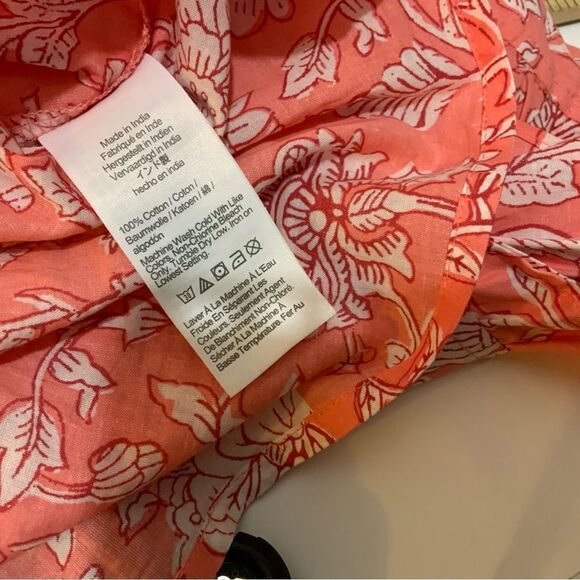 Made in India
Fabriqué en Inde
Hergestellt in Indien
Vervaardigd in India
インド製
hecho en india
100% Cotton / Coton /
Baumwolle / Katoen / 綿 /
algodón
Machine Wash Cold With Like
Colors, Non-Chlorine Bleach
Only, Tumble Dry Low, Iron on
Lowest Setting.
Laver À La Machine À L'Eau
Froide En Séparant Les
Couleurs, Seulement Agent
De Blanchiment Non-Chloré.
Sécher À La Machine À
Basse Température. Fer Au